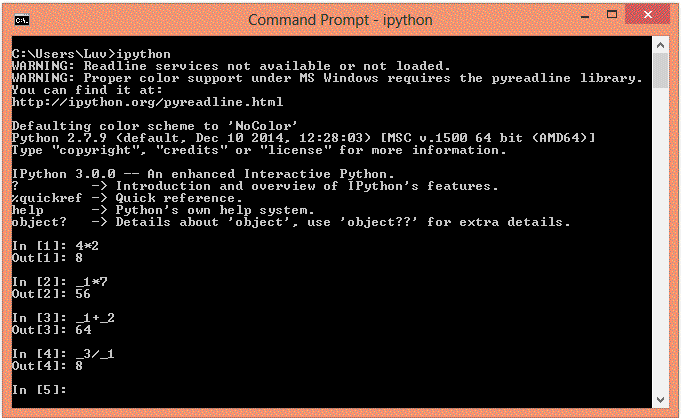 Command Prompt - ipython
C:\Users\Luv>ipython
WARNING: Readline services not available or not loaded.
WARNING: Proper color support under MS Windows requires the pyreadline library.
You can find it at:
http://ipython.org/pyreadline.html
Defaulting color scheme to 'NoColor'
Python 2.7.9 (default, Dec 10 2014, 12:28:03) [MSC v.1500 64 bit (AMD64)]
Type "copyright", "credits" or "license" for more information.
IPython 3.0.0 -- An enhanced Interactive Python.
?         -> Introduction and overview of IPython's features.
%quickref -> Quick reference.
help      -> Python's own help system.
object?   -> Details about 'object', use 'object??' for extra details.
In [1]: 4*2
Out[1]: 8
In [2]: _1*7
Out[2]: 56
In [3]: _1+_2
Out[3]: 64
In [4]: _3/_1
Out[4]: 8
In [5]: